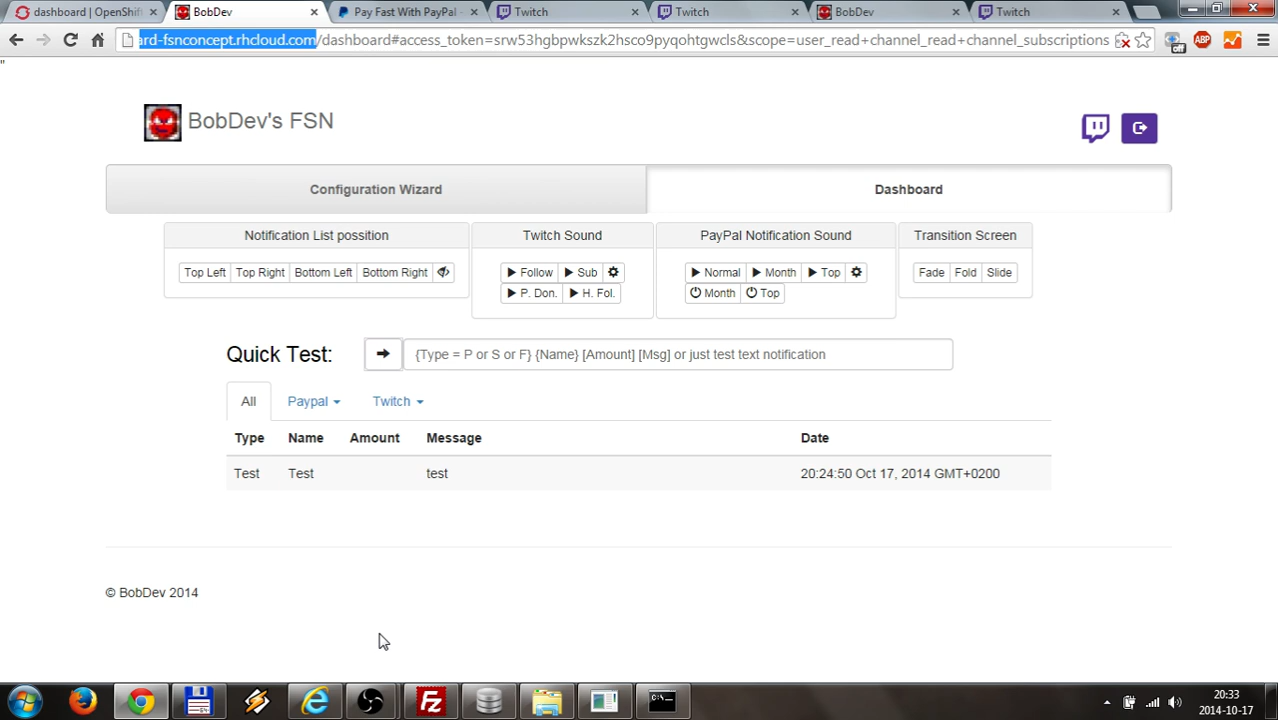 dashboard | OpenShift
BobDev
Pay Fast With PayPal -
Twitch
Twitch
BobDev
Twitch
ard-fsnconcept.rhcloud.com/dashboard#access_token=srw53hgbpwkszk2hsco9pyqohtgwcls&scope=user_read+channel_read+channel_subscriptions
off
ABP
"
BobDev's FSN
Configuration Wizard
Dashboard
Notification List possition
Twitch Sound
PayPal Notification Sound
Transition Screen
Top Left Top Right Bottom Left Bottom Right
Follow Sub
Normal Month Top
Fade Fold Slide
P. Don. H. Fol.
Month Top
Quick Test:
{Type = P or S or F} {Name} [Amount] [Msg] or just test text notification
All Paypal Twitch
Type Name Amount Message Date
Test Test test 20:24:50 Oct 17, 2014 GMT+0200
© BobDev 2014
20:33
2014-10-17